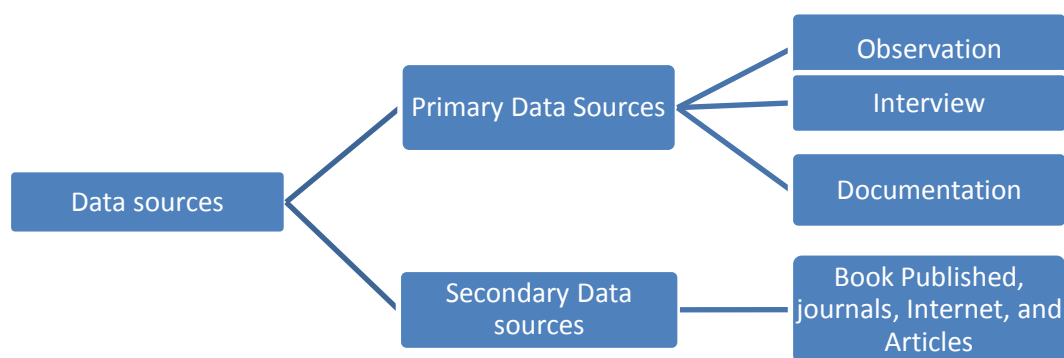 Data sources
Primary Data Sources
Observation
Interview
Documentation
Secondary Data
sources
Book Published,
journals, Internet, and
Articles